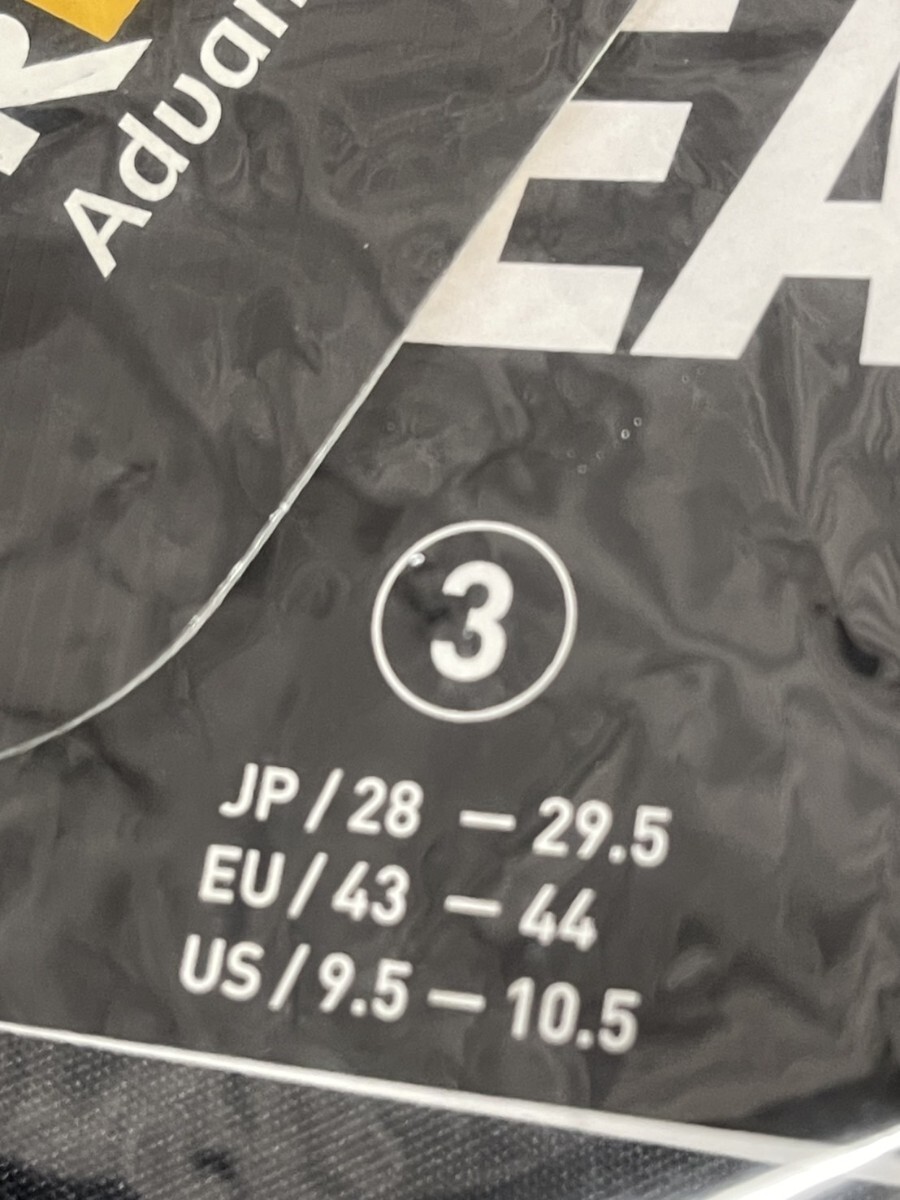 R
Advan
EA
3
JP / 28 — 29.5
EU / 43 — 44
US / 9.5 — 10.5